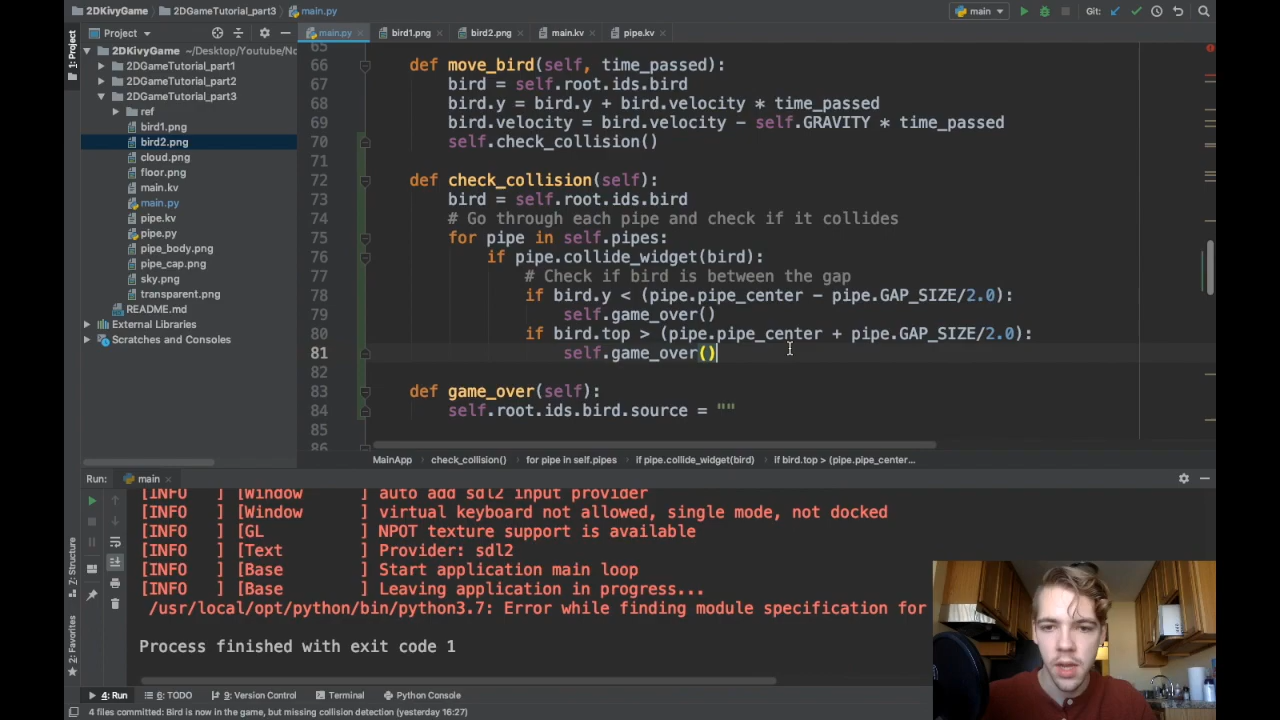 2DKivyGame
2DGameTutorial_part3
main.py
main
Git:
Project
main.py
bird1.png
bird2.png
main.kv
pipe.kv
1: Project
2DKivyGame ~/Desktop/Youtube/No
2DGameTutorial_part1
2DGameTutorial_part2
2DGameTutorial_part3
ref
bird1.png
bird2.png
cloud.png
floor.png
main.kv
main.py
pipe.kv
pipe.py
pipe_body.png
pipe_cap.png
sky.png
transparent.png
README.md
External Libraries
Scratches and Consoles
65
66 def move_bird(self, time_passed):
67 bird = self.root.ids.bird
68 bird.y = bird.y + bird.velocity * time_passed
69 bird.velocity = bird.velocity - self.GRAVITY * time_passed
70 self.check_collision()
71
72 def check_collision(self):
73 bird = self.root.ids.bird
74 # Go through each pipe and check if it collides
75 for pipe in self.pipes:
76 if pipe.collide_widget(bird):
77 # Check if bird is between the gap
78 if bird.y < (pipe.pipe_center - pipe.GAP_SIZE/2.0):
79 self.game_over()
80 if bird.top > (pipe.pipe_center + pipe.GAP_SIZE/2.0):
81 self.game_over()
82
83 def game_over(self):
84 self.root.ids.bird.source = ""
85
86
MainApp
check_collision()
for pipe in self.pipes
if pipe.collide_widget(bird)
if bird.top > (pipe.pipe_center...
Run:
main
[INFO ] [Window ] auto add sdl2 input provider
[INFO ] [Window ] virtual keyboard not allowed, single mode, not docked
[INFO ] [GL ] NPOT texture support is available
[INFO ] [Text ] Provider: sdl2
[INFO ] [Base ] Start application main loop
[INFO ] [Base ] Leaving application in progress...
/usr/local/opt/python/bin/python3.7: Error while finding module specification for
Process finished with exit code 1
7: Structure
2: Favorites
4: Run
6: TODO
9: Version Control
Terminal
Python Console
4 files committed: Bird is now in the game, but missing collision detection (yesterday 16:27)